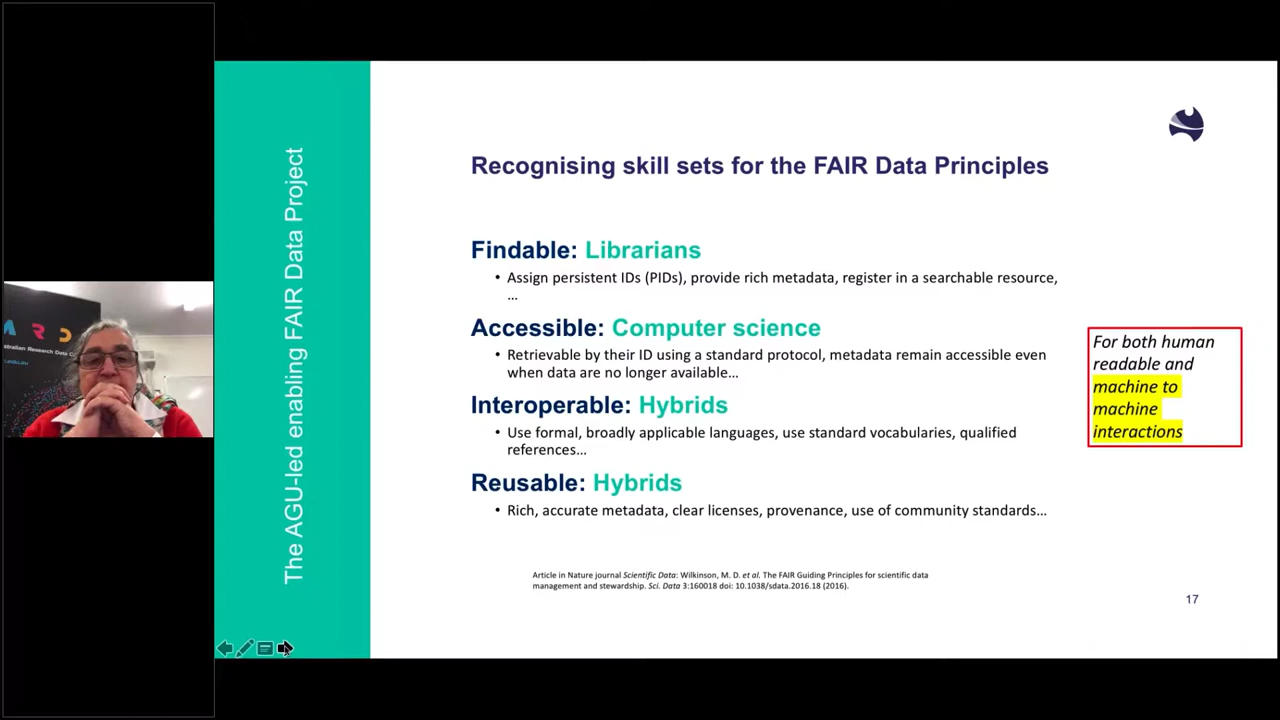 The AGU-led enabling FAIR Data Project
Recognising skill sets for the FAIR Data Principles
Findable: Librarians
• Assign persistent IDs (PIDs), provide rich metadata, register in a searchable resource,
…
Accessible: Computer science
• Retrievable by their ID using a standard protocol, metadata remain accessible even
when data are no longer available…
Interoperable: Hybrids
• Use formal, broadly applicable languages, use standard vocabularies, qualified
references…
Reusable: Hybrids
• Rich, accurate metadata, clear licenses, provenance, use of community standards…
For both human
readable and
machine to
machine
interactions
Article in Nature journal Scientific Data: Wilkinson, M. D. et al. The FAIR Guiding Principles for scientific data
management and stewardship. Sci. Data 3:160018 doi: 10.1038/sdata.2016.18 (2016).
17
R D
Research Data